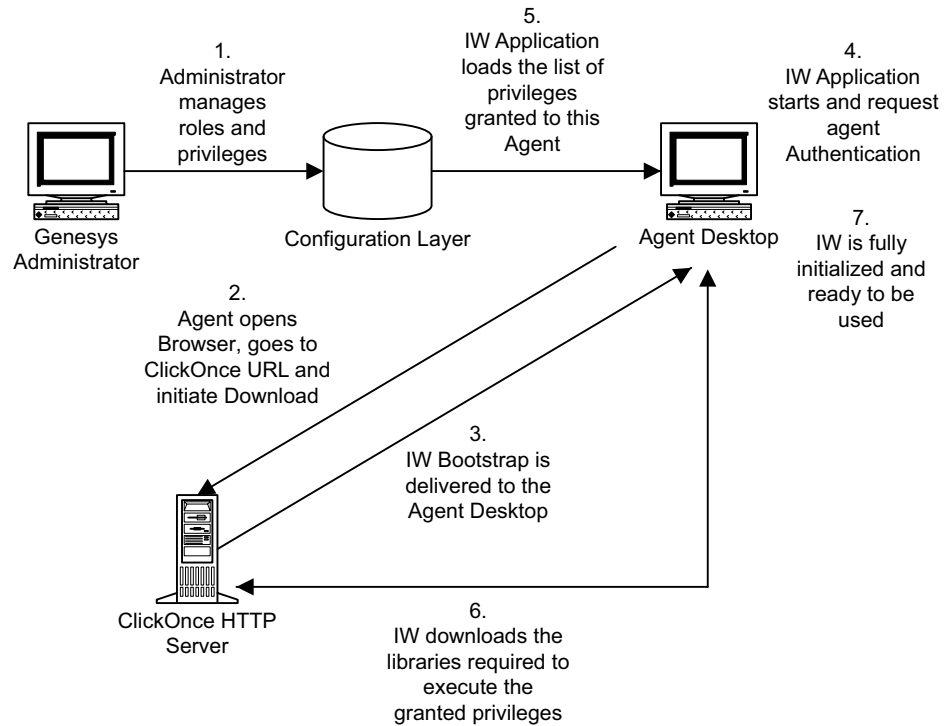 1.
Administrator
manages
roles and
privileges
5.
IW Application
loads the list of
privileges
granted to this
Agent
4.
IW Application
starts and request
agent
Authentication
Genesys
Administrator
Configuration Layer
Agent Desktop
7.
IW is fully
initialized and
ready to be
used
2.
Agent opens
Browser, goes to
ClickOnce URL and
initiate Download
3.
IW Bootstrap is
delivered to the
Agent Desktop
ClickOnce HTTP
Server
6.
IW downloads the
libraries required to
execute the
granted privileges